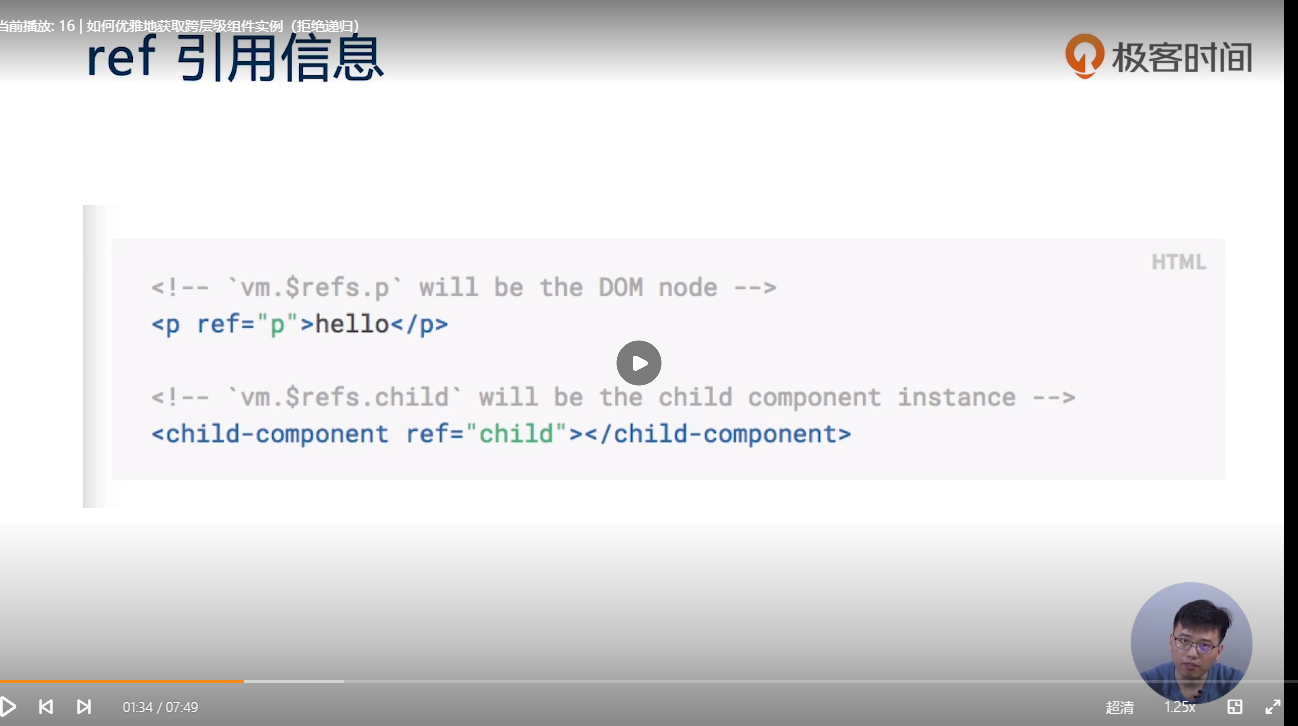 当前播放: 16 | 如何优雅地获取跨层级组件实例（拒绝递归）
ref 引用信息
极客时间
HTML
<!-- `vm.$refs.p` will be the DOM node -->
<p ref="p">hello</p>
<!-- `vm.$refs.child` will be the child component instance -->
<child-component ref="child"></child-component>
01:34 / 07:49
超清
1.25x